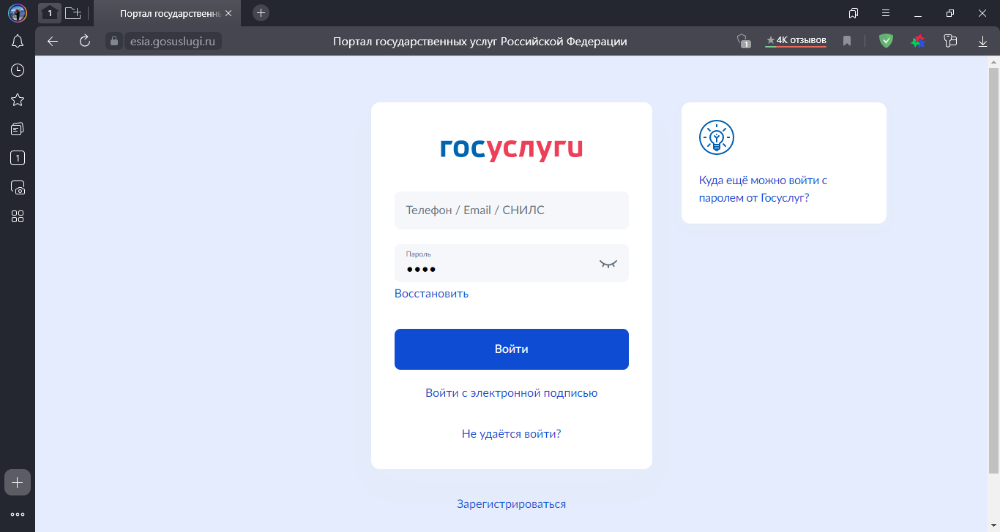 1
Портал государственнь
esia.gosuslugi.ru
Портал государственных услуг Российской Федерации
1
★4K отзывов
1
госуслуги
Телефон / Email / СНИЛС
Пароль
••••
Восстановить
Войти
Войти с электронной подписью
Не удаётся войти?
Зарегистрироваться
Куда ещё можно войти с
паролем от Госуслуг?